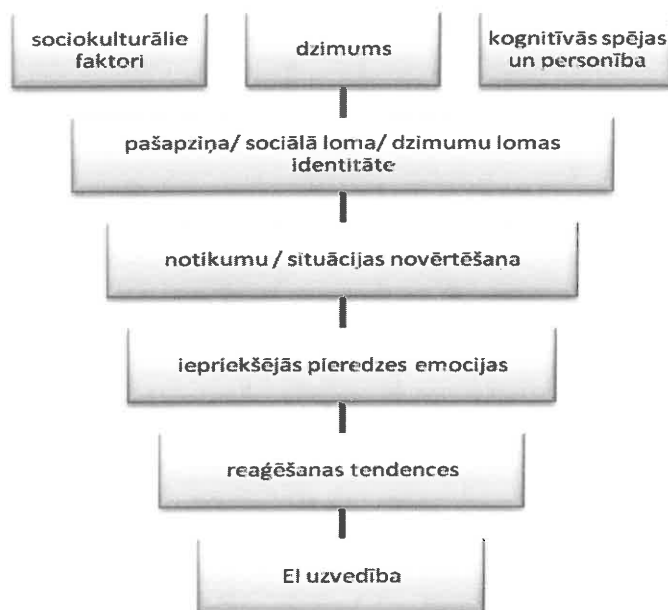 sociokulturālie
faktori
dzimums
kognitīvās spējas
un personība
pašapziņa/ sociālā loma/ dzimumu lomas
identitāte
notikumu / situācijas novērtēšana
iepriekšējās pieredzes emocijas
reaģēšanas tendences
EI uzvedība